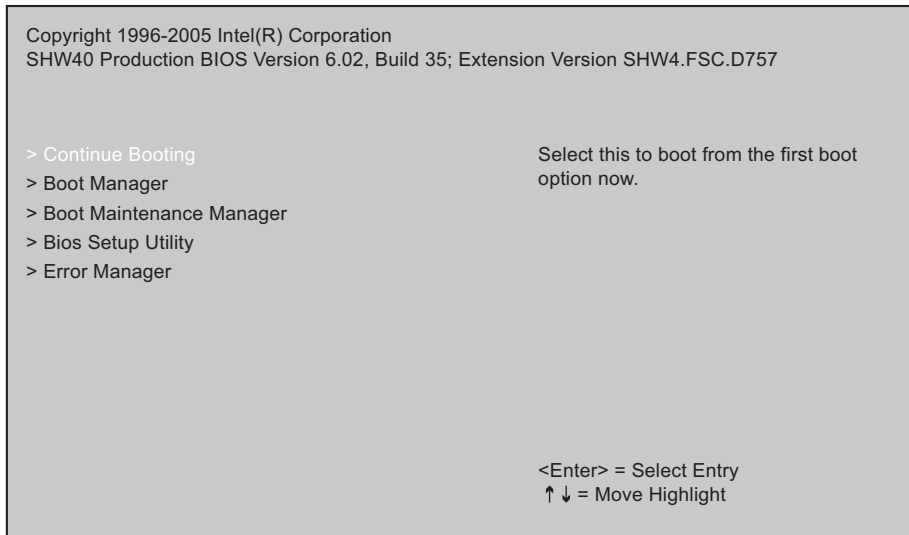 Copyright 1996-2005 Intel(R) Corporation
SHW40 Production BIOS Version 6.02, Build 35; Extension Version SHW4.FSC.D757
> Continue Booting
> Boot Manager
> Boot Maintenance Manager
> Bios Setup Utility
> Error Manager
Select this to boot from the first boot
option now.
<Enter> = Select Entry
↑↓ = Move Highlight